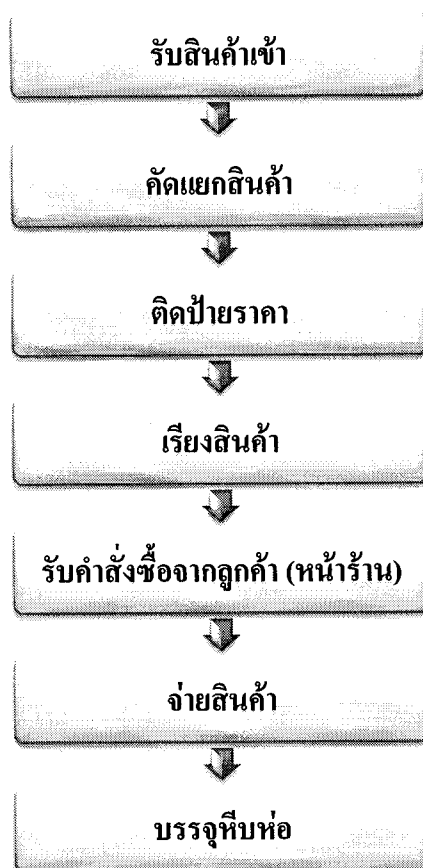 รับสินค้าเข้า
คัดแยกสินค้า
ติดป้ายราคา
เรียงสินค้า
รับคำสั่งซื้อจากลูกค้า (หน้าร้าน)
จ่ายสินค้า
บรรจุหีบห่อ